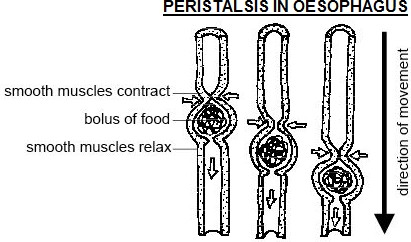 PERISTALSIS IN OESOPHAGUS
smooth muscles contract
bolus of food
smooth muscles relax
direction of movement